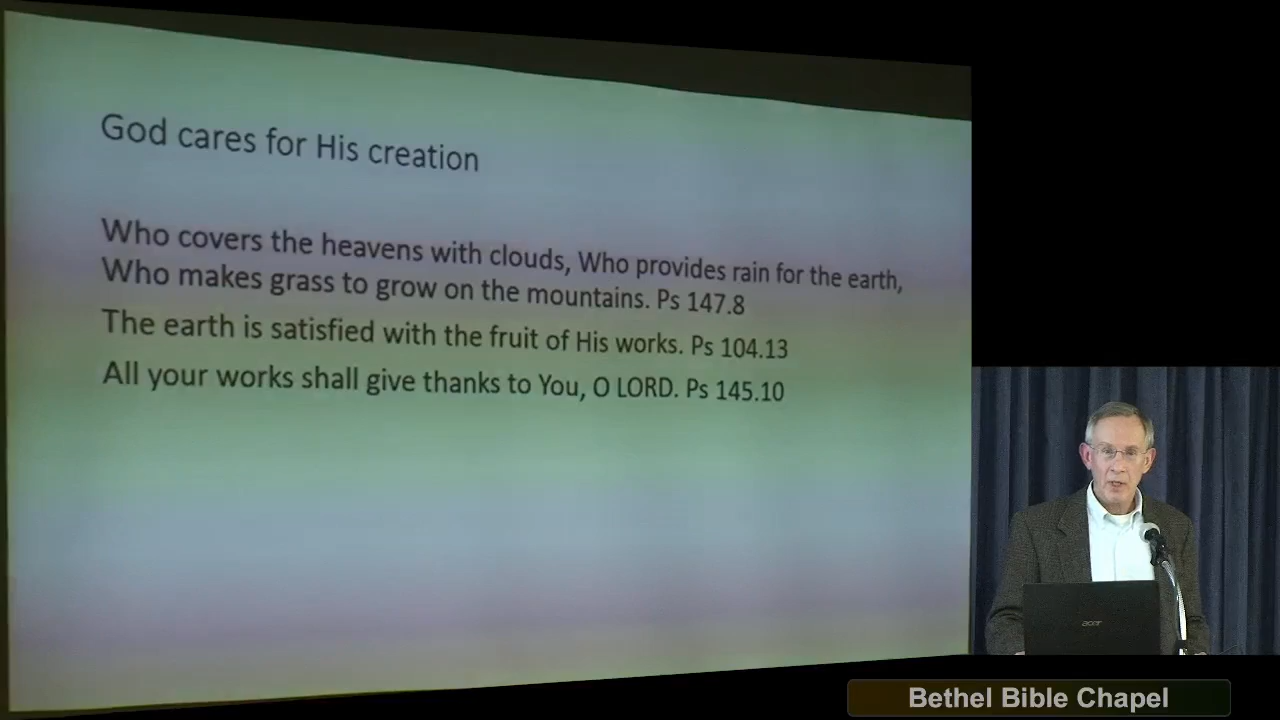 God cares for His creation
Who covers the heavens with clouds, Who provides rain for the earth,
Who makes grass to grow on the mountains. Ps 147.8
The earth is satisfied with the fruit of His works. Ps 104.13
All your works shall give thanks to You, O LORD. Ps 145.10
acer
Bethel Bible Chapel